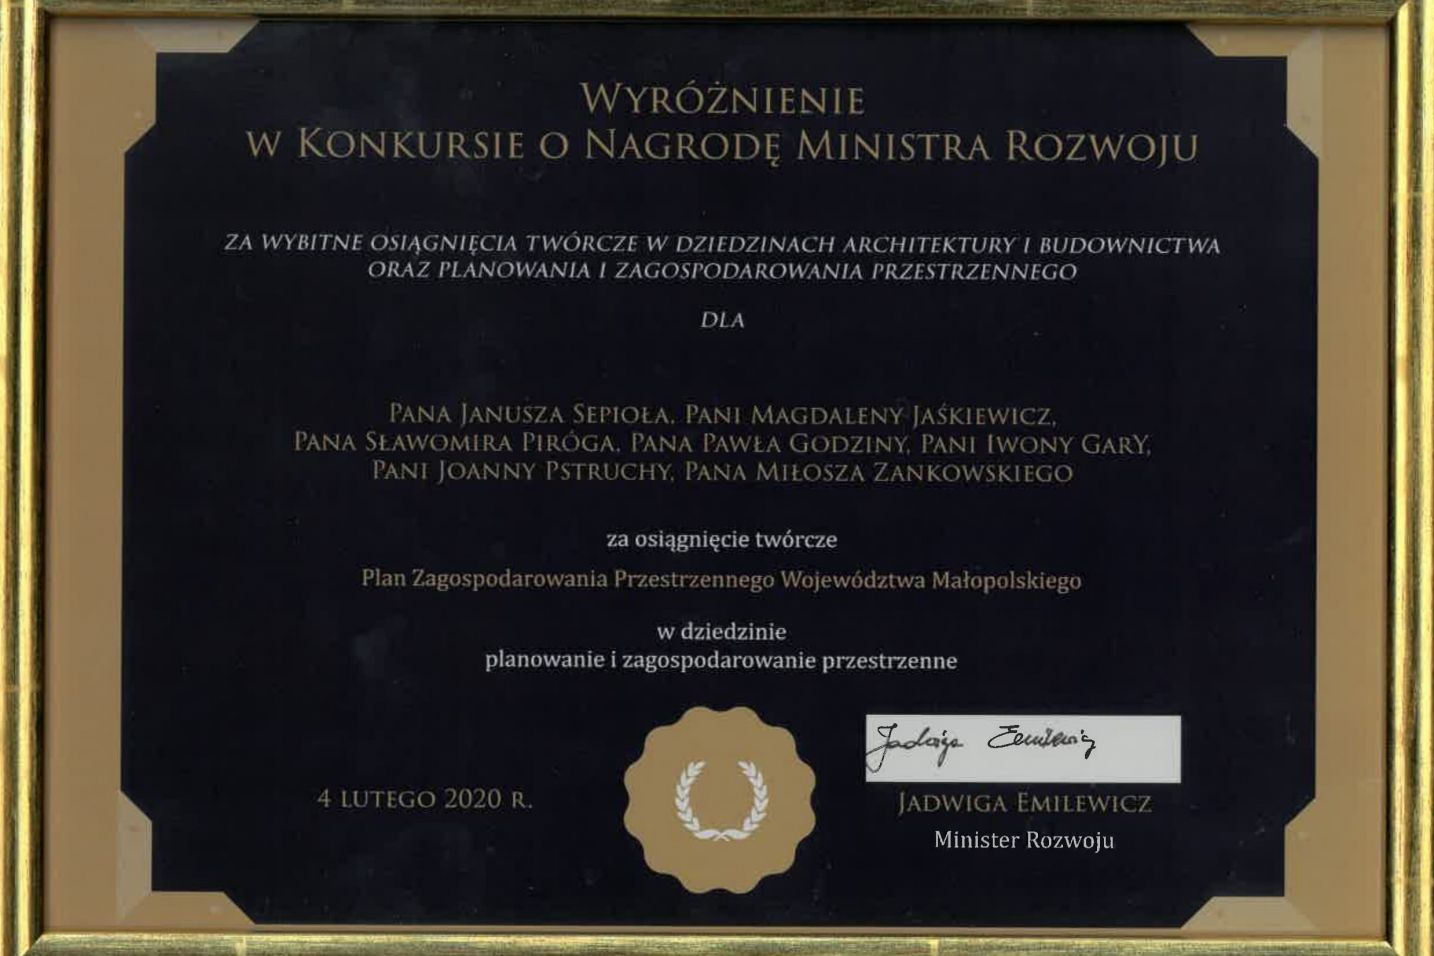 WYRÓŻNIENIE
W KONKURSIE O NAGRODĘ MINISTRA ROZWOJU
ZA WYBITNE OSIĄGNIĘCIA TWÓRCZE W DZIEDZINACH ARCHITEKTURY I BUDOWNICTWA
ORAZ PLANOWANIA I ZAGOSPODAROWANIA PRZESTRZENNEGO
DLA
PANA JANUSZA SEPIOŁA, PANI MAGDALENY JAŚKIEWICZ,
PANA SŁAWOMIRA PIRÓGA, PANA PAWŁA GODZINY, PANI IWONY GARY,
PANI JOANNY PSTRUCHY, PANA MIŁOSZA ZANKOWSKIEGO
za osiągnięcie twórcze
Plan Zagospodarowania Przestrzennego Województwa Małopolskiego
w dziedzinie
planowanie i zagospodarowanie przestrzenne
Jadwiga Emilewicz
4 LUTEGO 2020 R.
JADWIGA EMILEWICZ
Minister Rozwoju